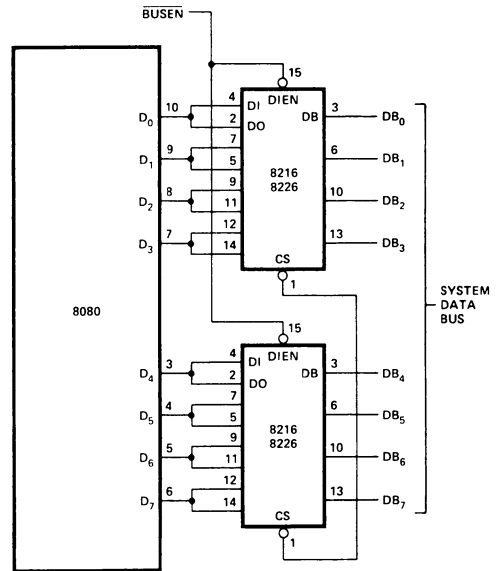 BUSEN
15
10
D0
4
DI
DIEN
3
DB
DB0
2
DO
9
D1
7
5
6
DB1
8
D2
9
11
8216
8226
10
DB2
7
D3
12
14
13
DB3
CS
1
8080
SYSTEM
DATA
BUS
15
3
D4
4
DI
DIEN
3
DB
DB4
2
DO
4
D5
7
5
6
DB5
5
D6
9
11
8216
8226
10
DB6
6
D7
12
14
13
DB7
CS
1